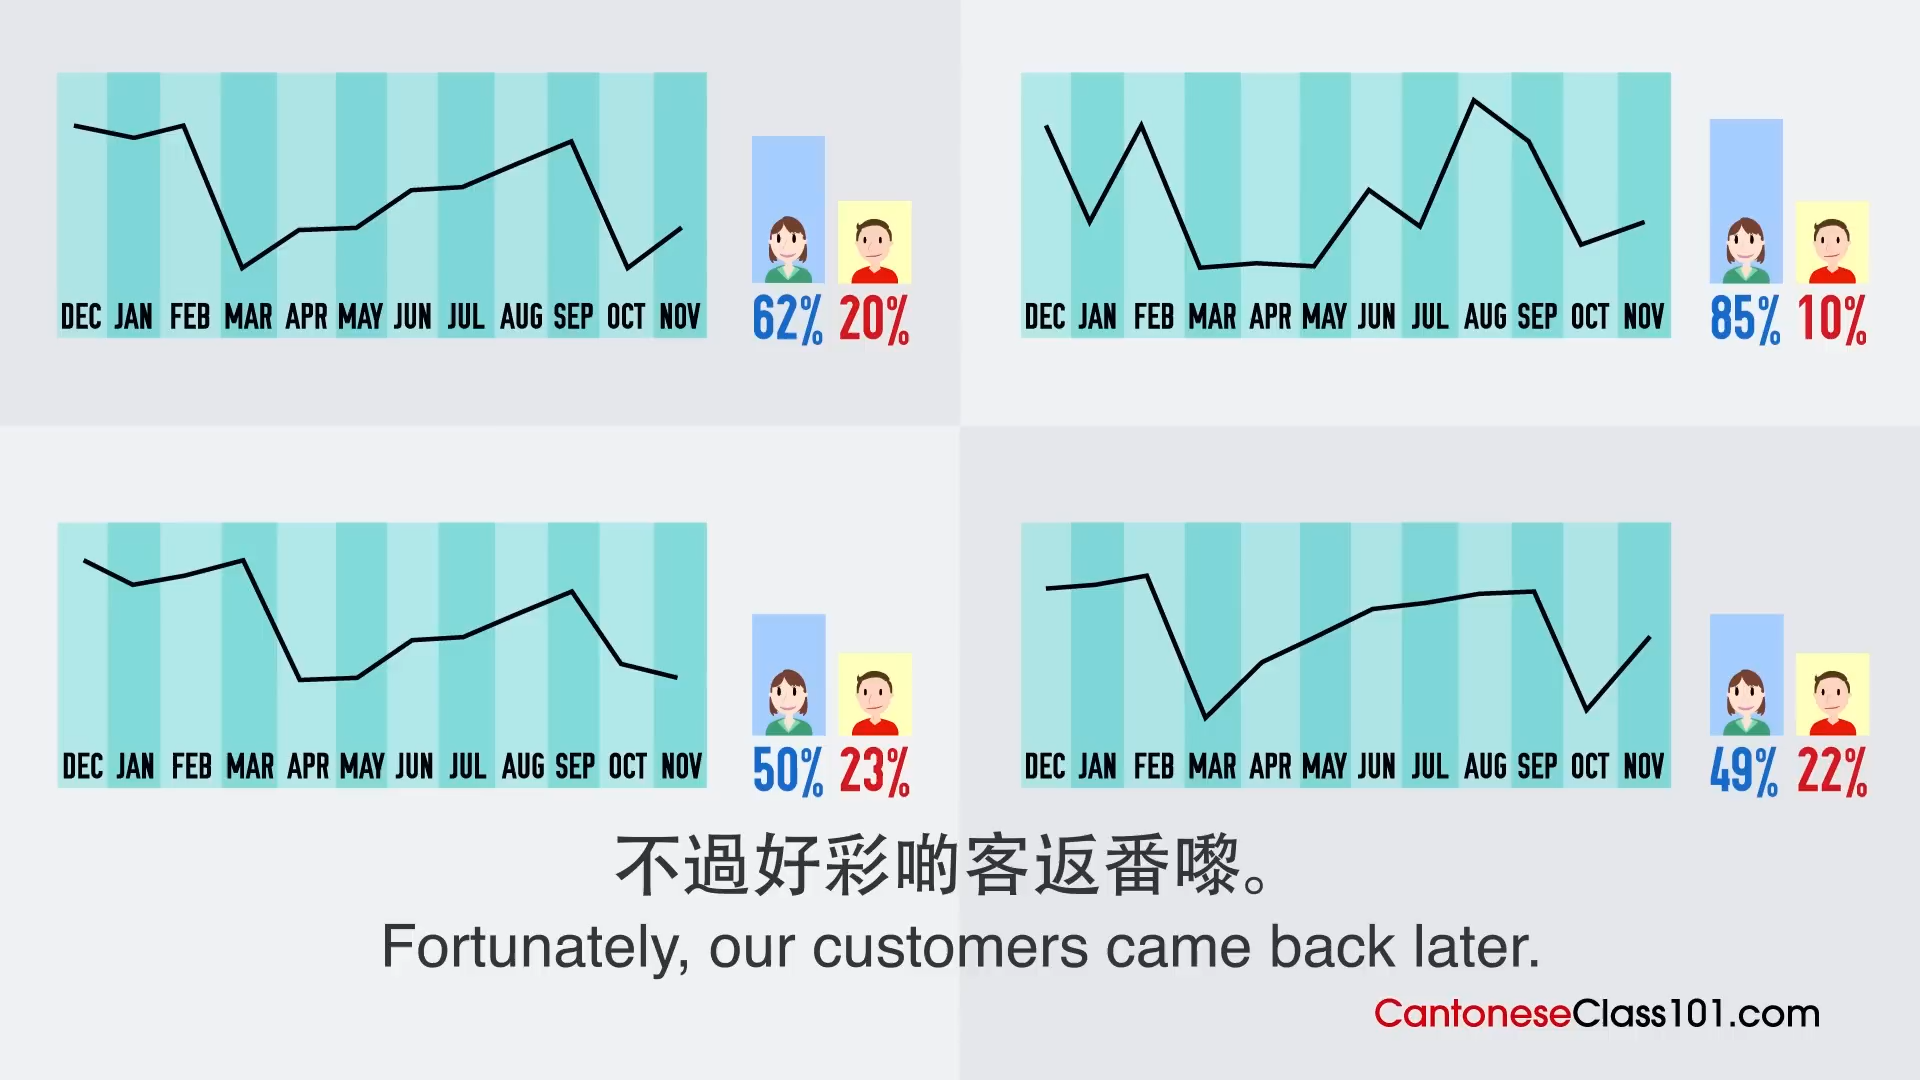 DEC JAN FEB MAR APR MAY JUN JUL AUG SEP OCT NOV
62% 20%
DEC JAN FEB MAR APR MAY JUN JUL AUG SEP OCT NOV
85% 10%
DEC JAN FEB MAR APR MAY JUN JUL AUG SEP OCT NOV
50% 23%
DEC JAN FEB MAR APR MAY JUN JUL AUG SEP OCT NOV
49% 22%
不過好彩啲客返番嚟。
Fortunately, our customers came back later.
CantoneseClass101.com